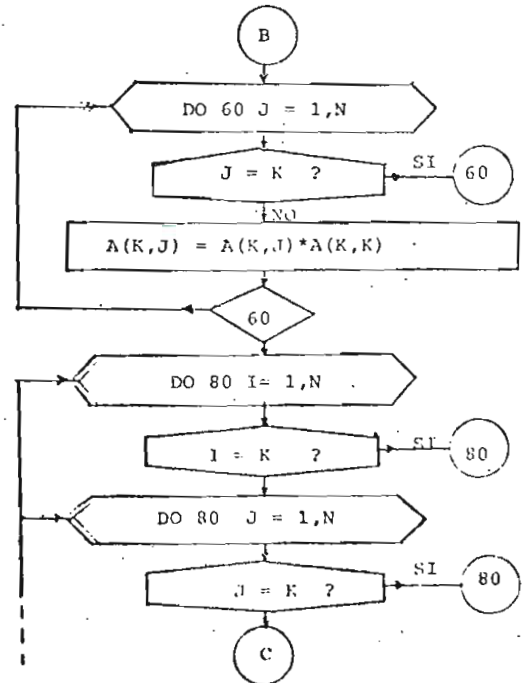 B
DO 60 J = 1,N
J = K ?
SI
60
NO
A(K,J) = A(K,J)*A(K,K)
60
DO 80 I= 1,N
I = K ?
SI
80
DO 80 J = 1,N
J = K ?
SI
80
C